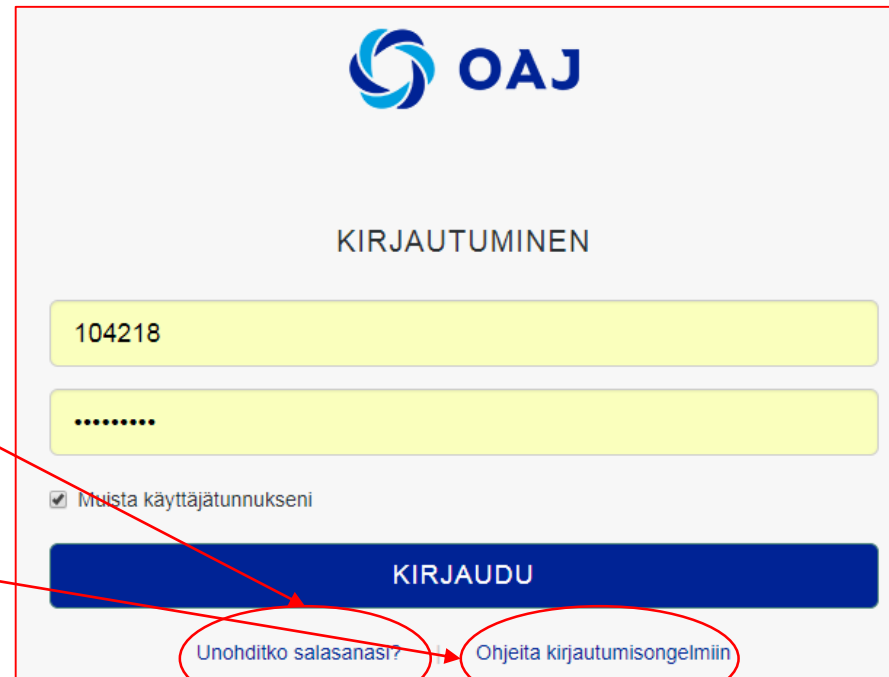 OAJ
KIRJAUTUMINEN
104218
•••••••••
Muista käyttäjätunnukseni
KIRJAUDU
Unohditko salasanasi? | Ohjeita kirjautumisongelmiin